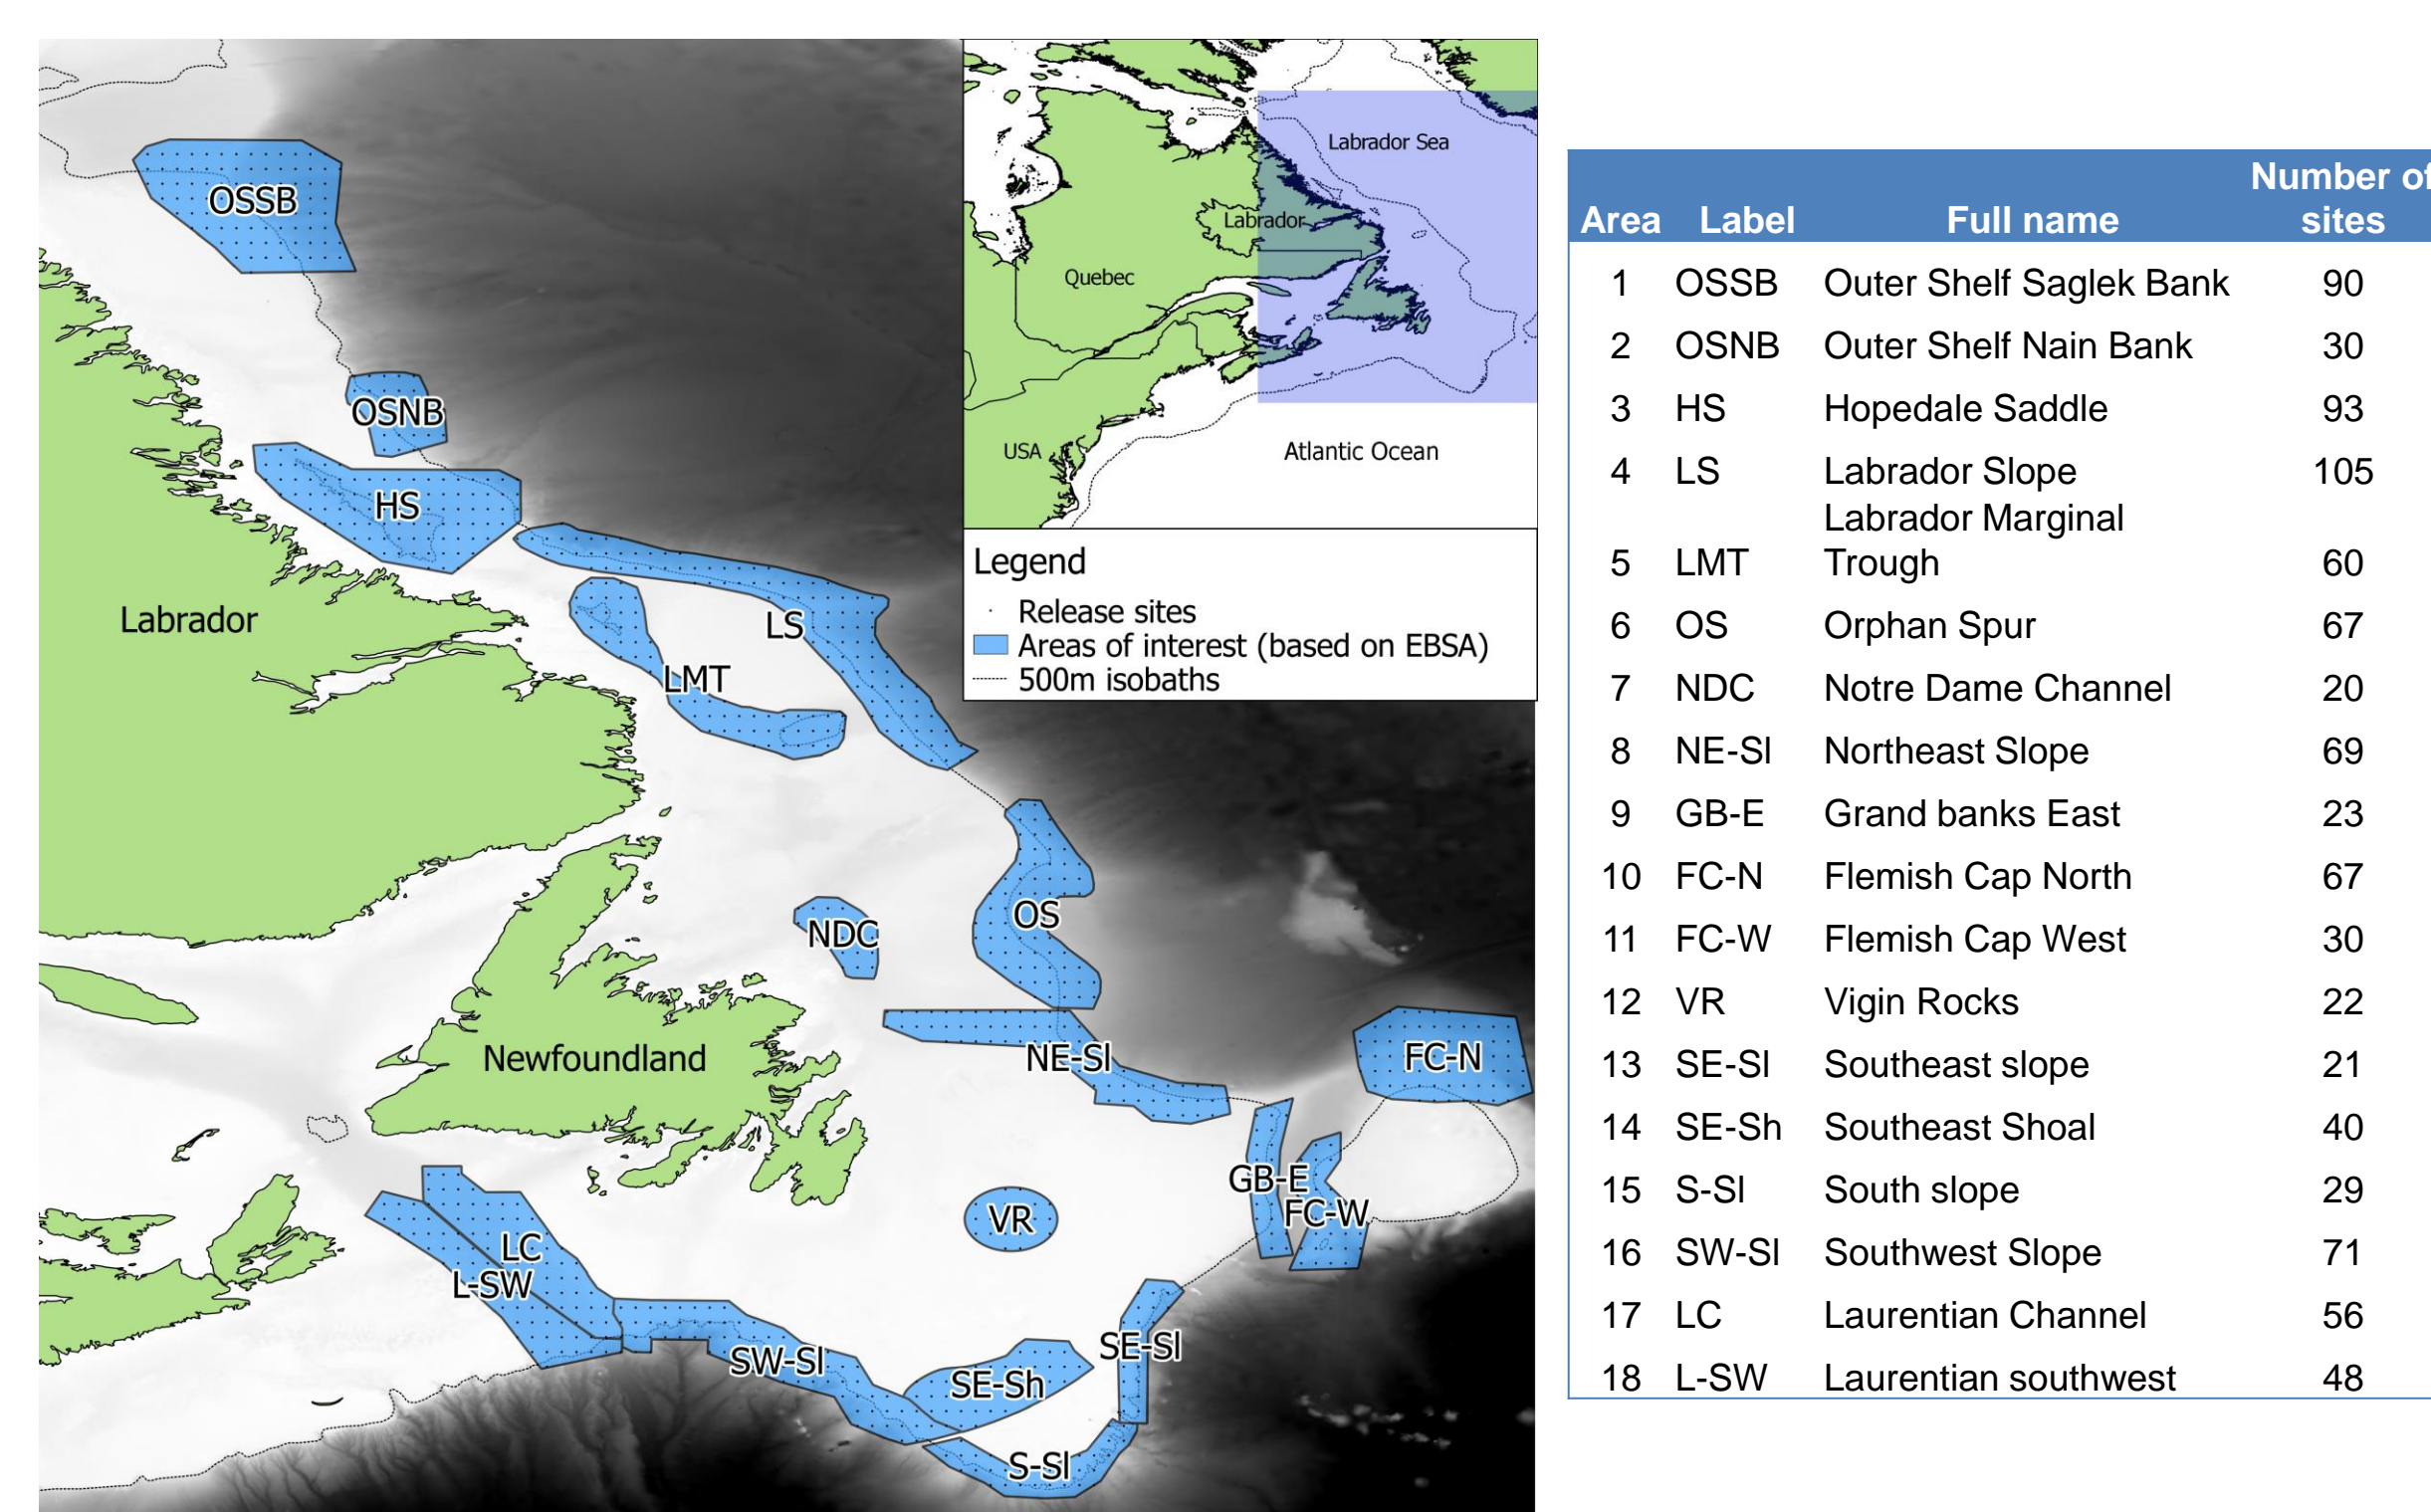 OSSB
OSNB
HS
LS
LMT
Labrador
OS
NDC
NE-Sl
Newfoundland
FC-N
GB-E
FC-W
VR
LC
L-SW
SE-Sl
SW-Sl
SE-Sh
S-Sl
Labrador Sea
Labrador
Quebec
USA
Atlantic Ocean
Legend
Release sites
Areas of interest (based on EBSA)
500m isobaths
Number of
Area Label Full name sites
1 OSSB Outer Shelf Saglek Bank 90
2 OSNB Outer Shelf Nain Bank 30
3 HS Hopedale Saddle 93
4 LS Labrador Slope 105
Labrador Marginal
5 LMT Trough 60
6 OS Orphan Spur 67
7 NDC Notre Dame Channel 20
8 NE-Sl Northeast Slope 69
9 GB-E Grand banks East 23
10 FC-N Flemish Cap North 67
11 FC-W Flemish Cap West 30
12 VR Vigin Rocks 22
13 SE-Sl Southeast slope 21
14 SE-Sh Southeast Shoal 40
15 S-Sl South slope 29
16 SW-Sl Southwest Slope 71
17 LC Laurentian Channel 56
18 L-SW Laurentian southwest 48